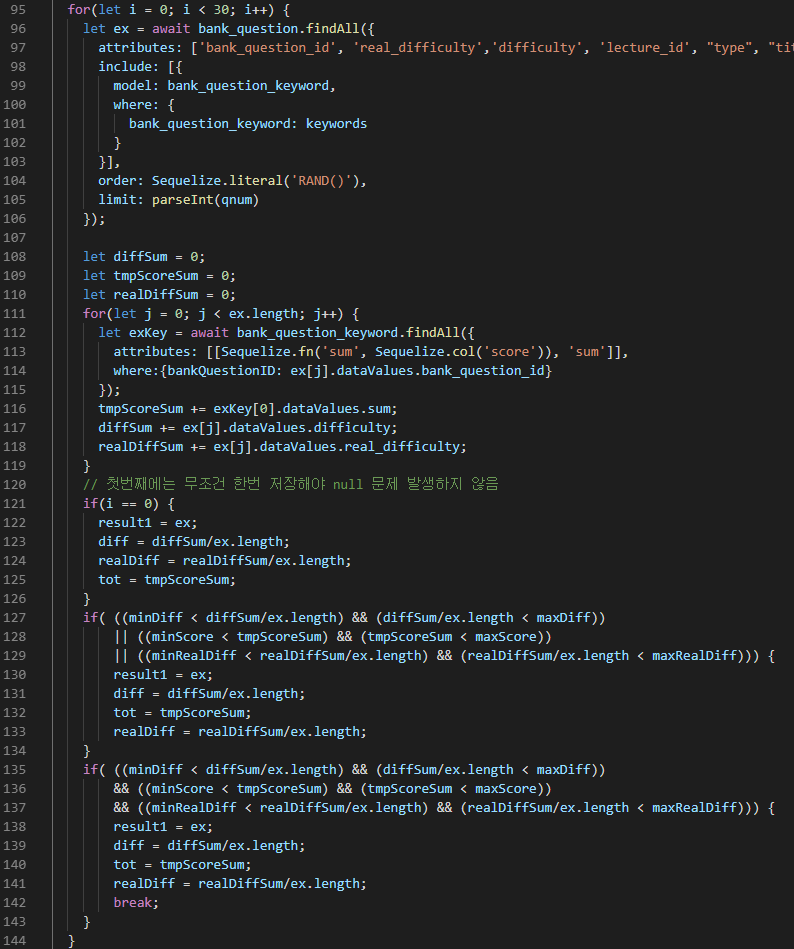 95 for(let i = 0; i < 30; i++) {
96 let ex = await bank_question.findAll({
97 attributes: ['bank_question_id', 'real_difficulty','difficulty', 'lecture_id', "type", "tit
98 include: [{
99 model: bank_question_keyword,
100 where: {
101 bank_question_keyword: keywords
102 }
103 }],
104 order: Sequelize.literal('RAND()'),
105 limit: parseInt(qnum)
106 });
107
108 let diffSum = 0;
109 let tmpScoreSum = 0;
110 let realDiffSum = 0;
111 for(let j = 0; j < ex.length; j++) {
112 let exKey = await bank_question_keyword.findAll({
113 attributes: [[Sequelize.fn('sum', Sequelize.col('score')), 'sum']],
114 where:{bankQuestionID: ex[j].dataValues.bank_question_id}
115 });
116 tmpScoreSum += exKey[0].dataValues.sum;
117 diffSum += ex[j].dataValues.difficulty;
118 realDiffSum += ex[j].dataValues.real_difficulty;
119 }
120 // 첫번째에는 무조건 한번 저장해야 null 문제 발생하지 않음
121 if(i == 0) {
122 result1 = ex;
123 diff = diffSum/ex.length;
124 realDiff = realDiffSum/ex.length;
125 tot = tmpScoreSum;
126 }
127 if( ((minDiff < diffSum/ex.length) && (diffSum/ex.length < maxDiff))
128 || ((minScore < tmpScoreSum) && (tmpScoreSum < maxScore))
129 || ((minRealDiff < realDiffSum/ex.length) && (realDiffSum/ex.length < maxRealDiff))) {
130 result1 = ex;
131 diff = diffSum/ex.length;
132 tot = tmpScoreSum;
133 realDiff = realDiffSum/ex.length;
134 }
135 if( ((minDiff < diffSum/ex.length) && (diffSum/ex.length < maxDiff))
136 && ((minScore < tmpScoreSum) && (tmpScoreSum < maxScore))
137 && ((minRealDiff < realDiffSum/ex.length) && (realDiffSum/ex.length < maxRealDiff))) {
138 result1 = ex;
139 diff = diffSum/ex.length;
140 tot = tmpScoreSum;
141 realDiff = realDiffSum/ex.length;
142 break;
143 }
144 }